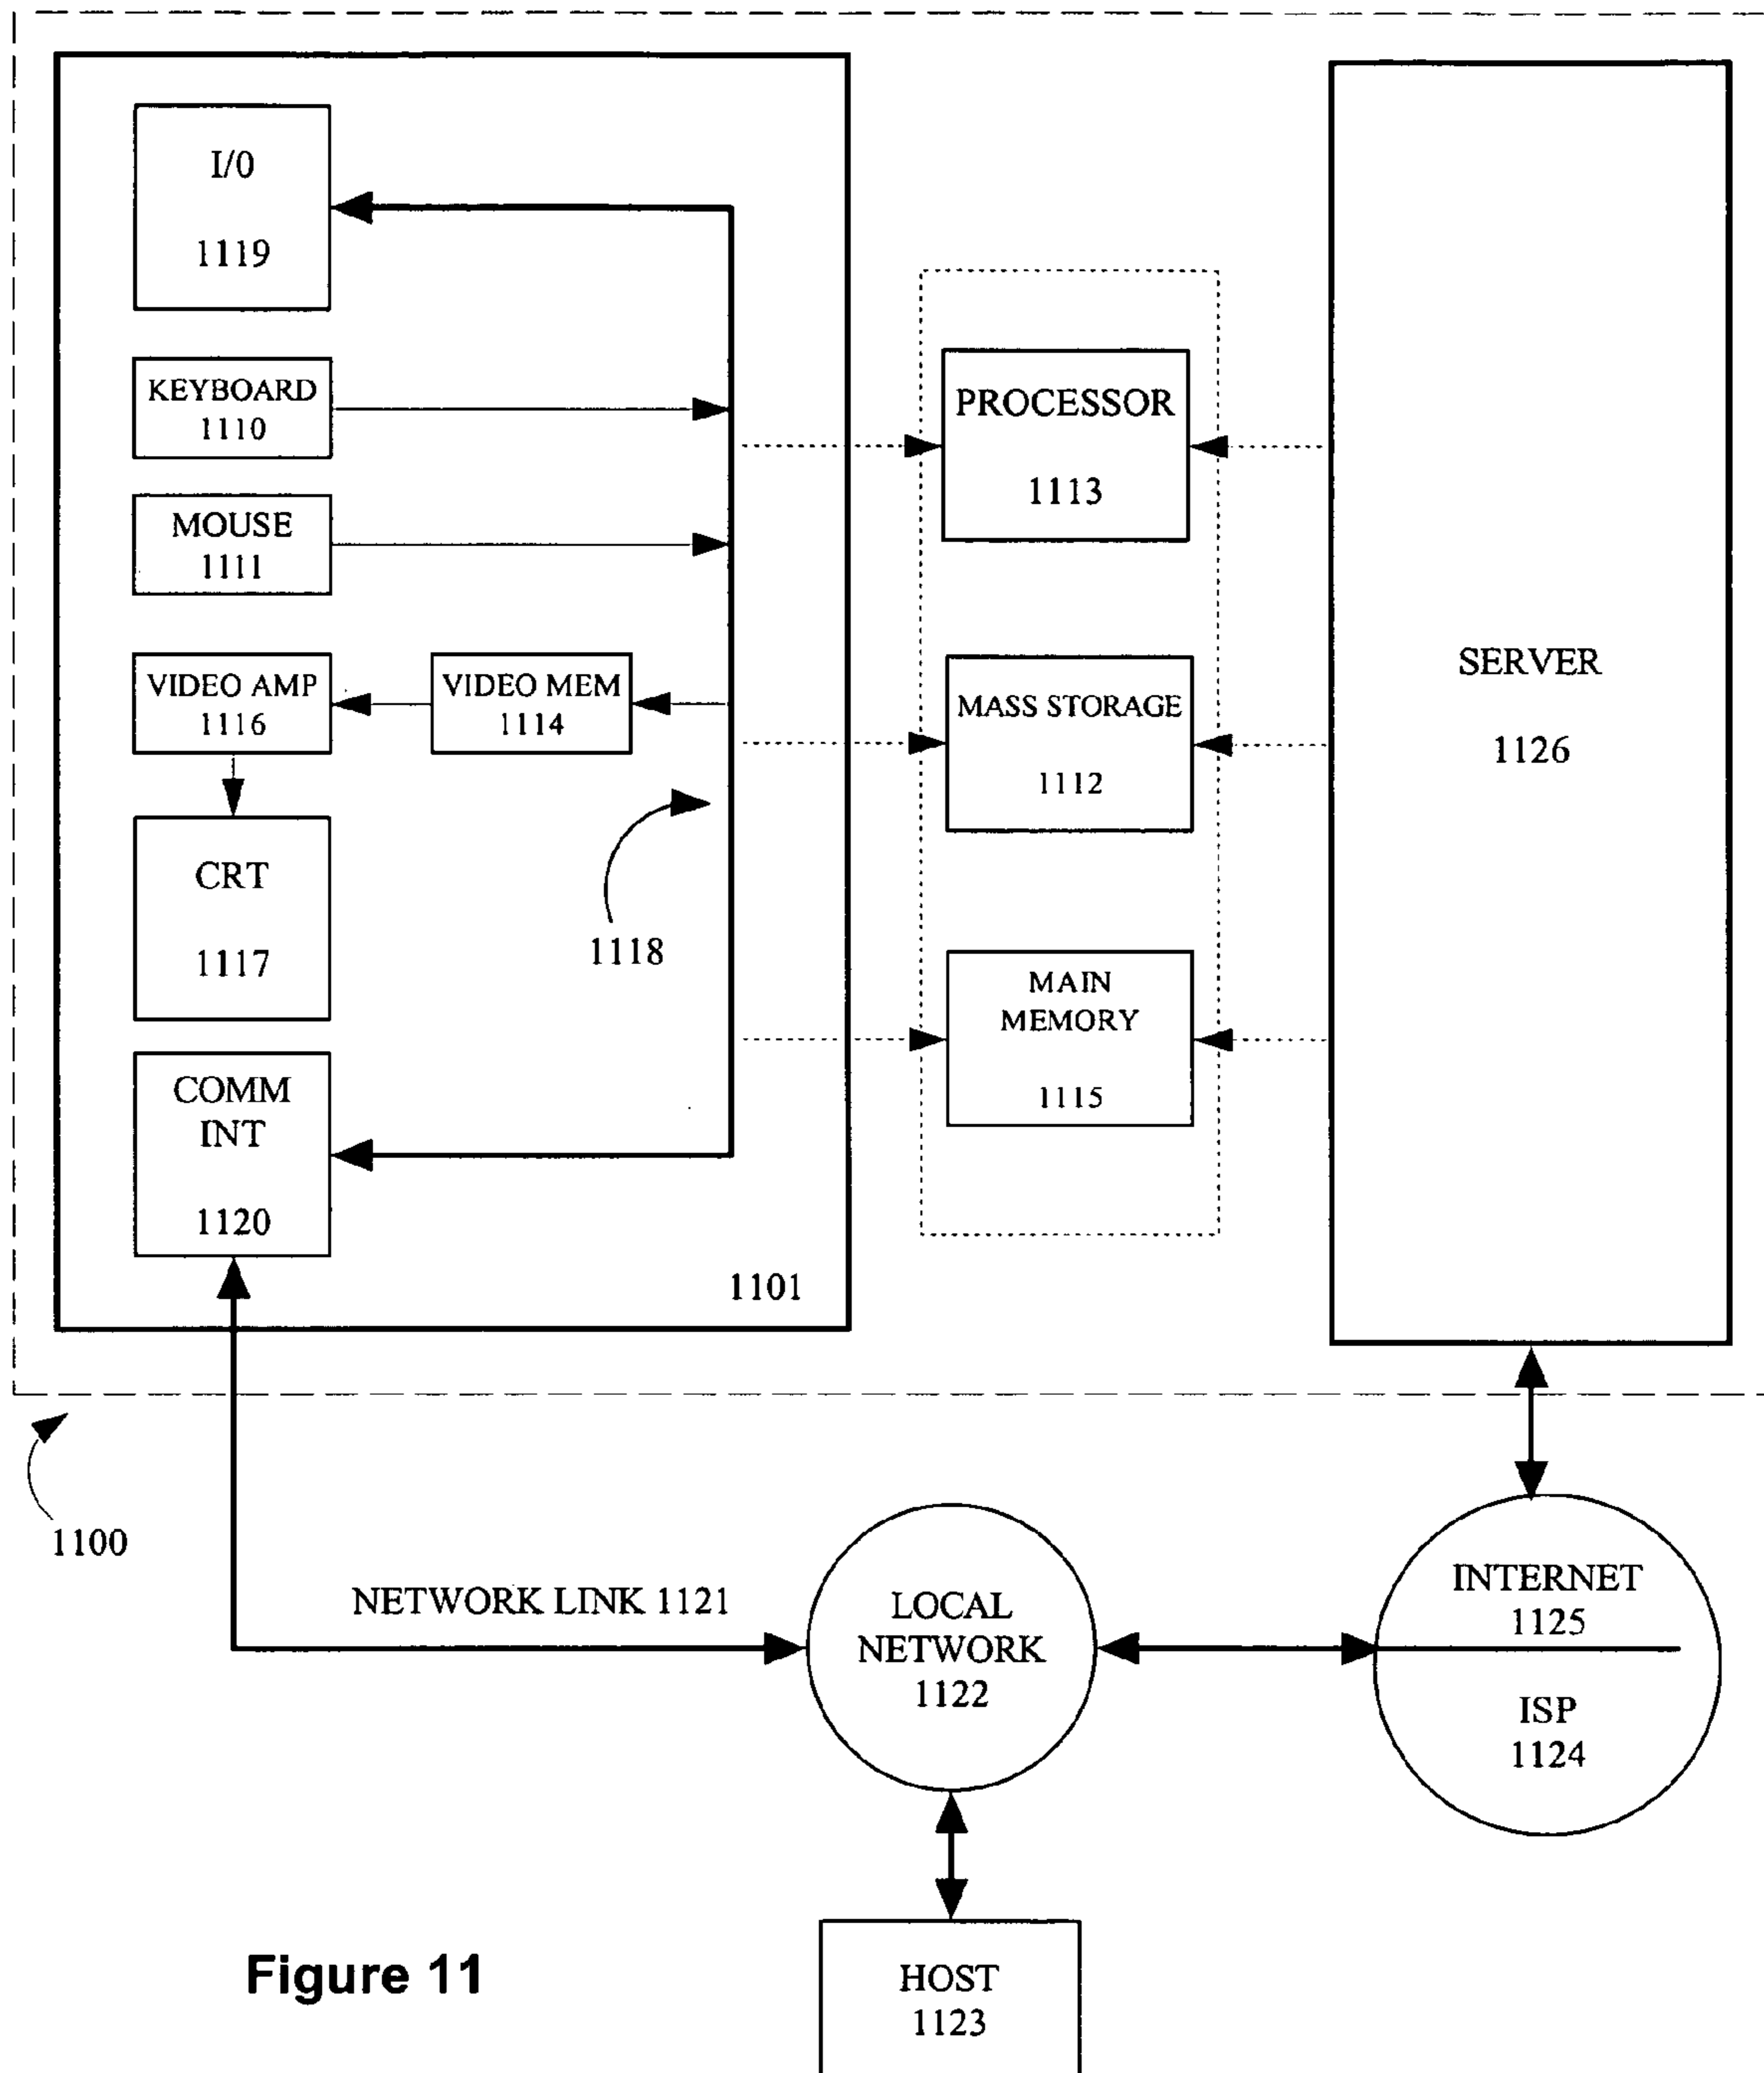 I/0
1119
KEYBOARD
1110
MOUSE
1111
VIDEO AMP
1116
VIDEO MEM
1114
CRT
1117
1118
COMM
INT
1120
1101
PROCESSOR
1113
MASS STORAGE
1112
MAIN
MEMORY
1115
SERVER
1126
1100
NETWORK LINK 1121
LOCAL
NETWORK
1122
INTERNET
1125
ISP
1124
HOST
1123
Figure 11